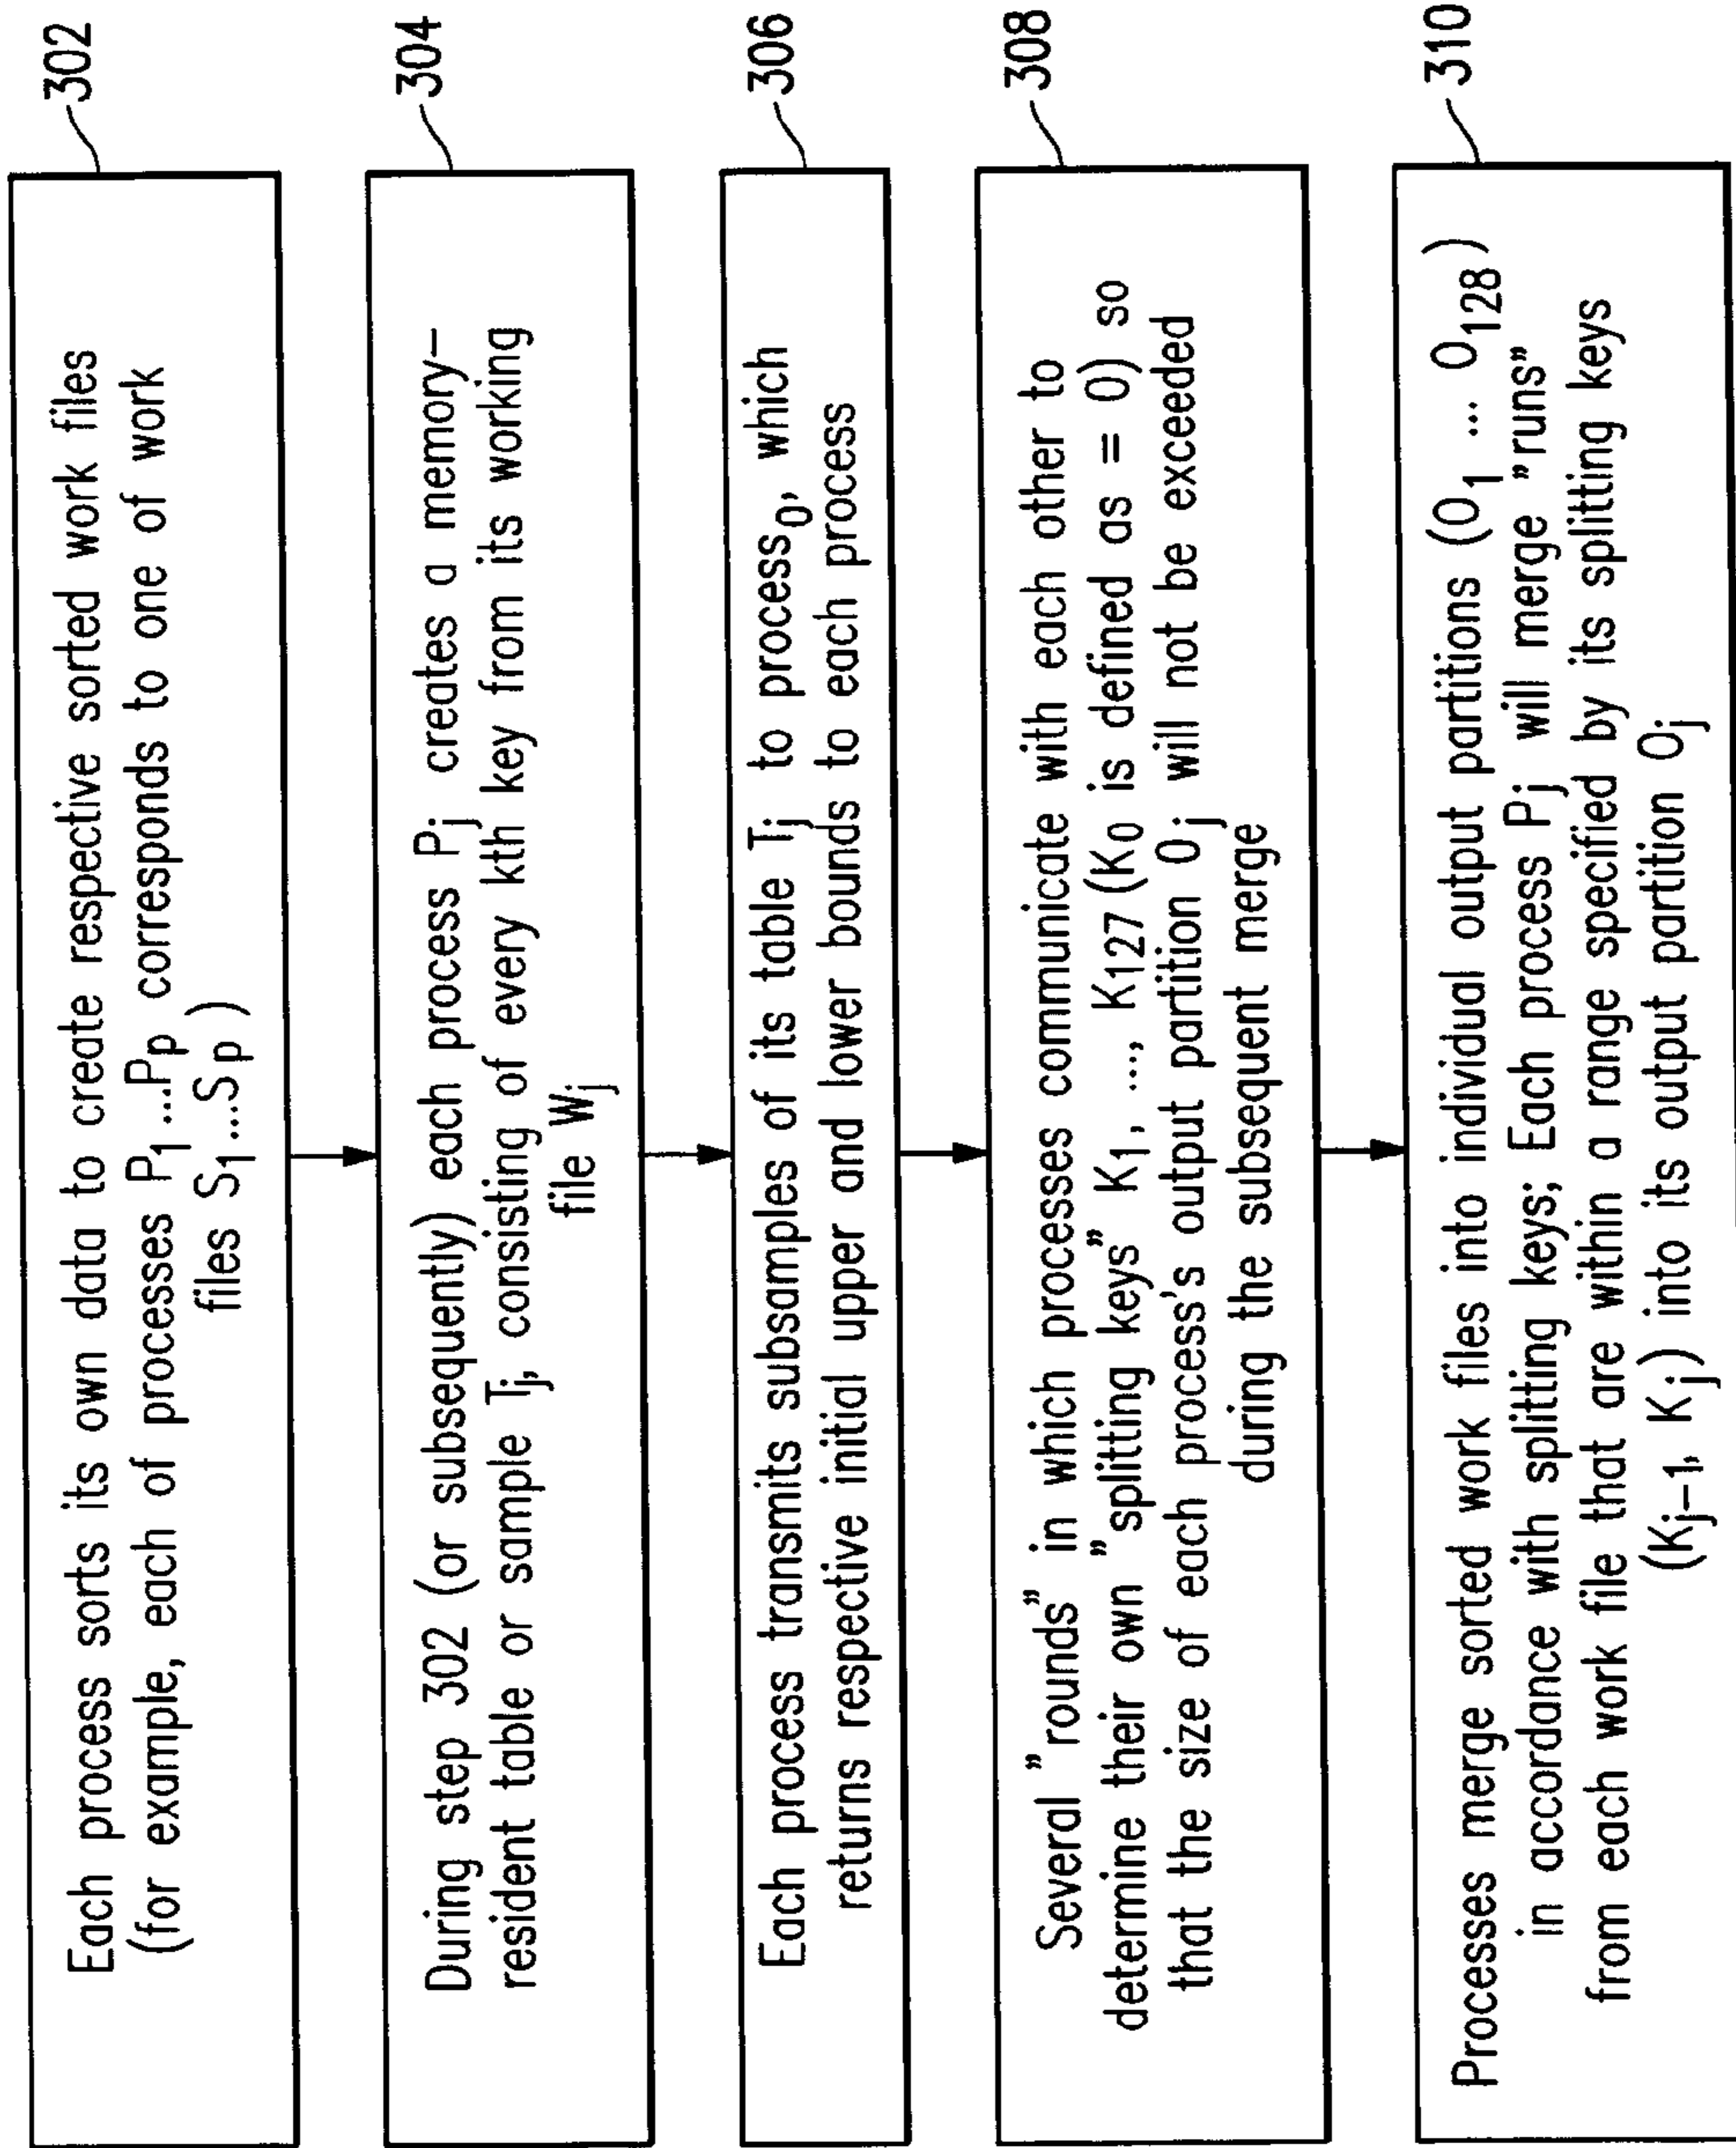 Each process sorts its own data to create respective sorted work files
(for example, each of processes P1...Pp corresponds to one of work
files S1...Sp)
302
During step 302 (or subsequently) each process Pj creates a memory-
resident table or sample Tj, consisting of every kth key from its working
file Wj
304
Each process transmits subsamples of its table Tj to process0, which
returns respective initial upper and lower bounds to each process
306
Several "rounds" in which processes communicate with each other to
determine their own "splitting keys" K1, ..., K127 (K0 is defined as = 0) so
that the size of each process's output partition Oj will not be exceeded
during the subsequent merge
308
Processes merge sorted work files into individual output partitions (O1 ... O128)
in accordance with splitting keys; Each process Pj will merge "runs"
from each work file that are within a range specified by its splitting keys
(Kj-1, Kj) into its output partition Oj
310